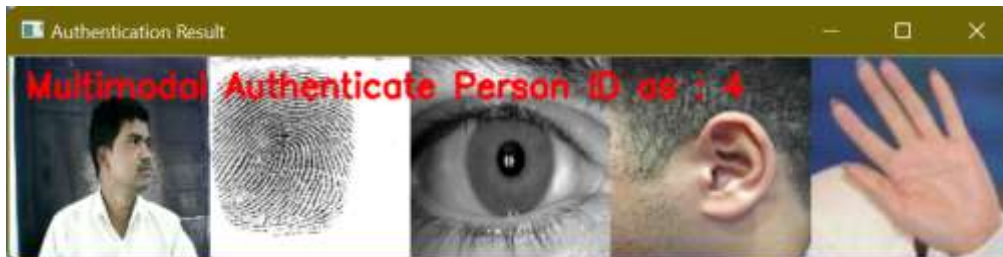 Authentication Result
Multimodal Authenticate Person ID as : 4